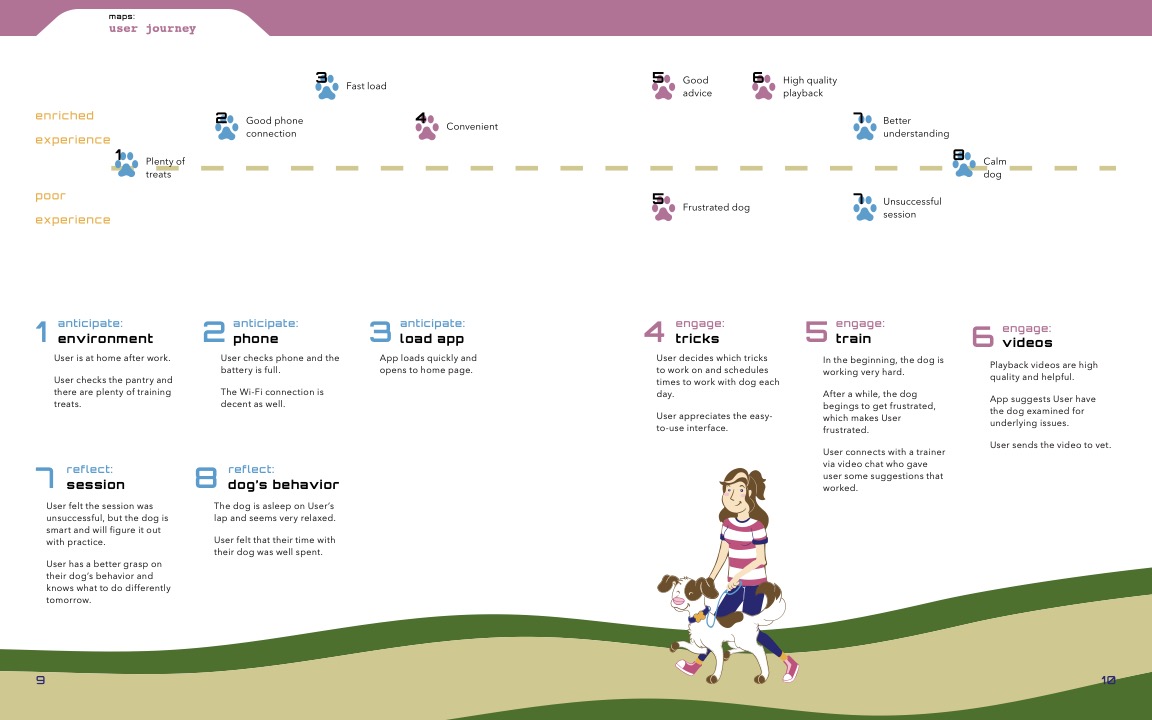 maps:
user journey
enriched
experience
poor
experience
1
Plenty of
treats
2
Good phone
connection
3
Fast load
4
Convenient
5
Good
advice
6
High quality
playback
7
Better
understanding
8
Calm
dog
5
Frustrated dog
7
Unsuccessful
session
1 anticipate:
environment
User is at home after work.
User checks the pantry and
there are plenty of training
treats.
2 anticipate:
phone
User checks phone and the
battery is full.
The Wi-Fi connection is
decent as well.
3 anticipate:
load app
App loads quickly and
opens to home page.
4 engage:
tricks
User decides which tricks
to work on and schedules
times to work with dog each
day.
User appreciates the easy-
to-use interface.
5 engage:
train
In the beginning, the dog is
working very hard.
After a while, the dog
begings to get frustrated,
which makes User
frustrated.
User connects with a trainer
via video chat who gave
user some suggestions that
worked.
6 engage:
videos
Playback videos are high
quality and helpful.
App suggests User have
the dog examined for
underlying issues.
User sends the video to vet.
7 reflect:
session
User felt the session was
unsuccessful, but the dog is
smart and will figure it out
with practice.
User has a better grasp on
their dog's behavior and
knows what to do differently
tomorrow.
8 reflect:
dog's behavior
The dog is asleep on User's
lap and seems very relaxed.
User felt that their time with
their dog was well spent.
9
10